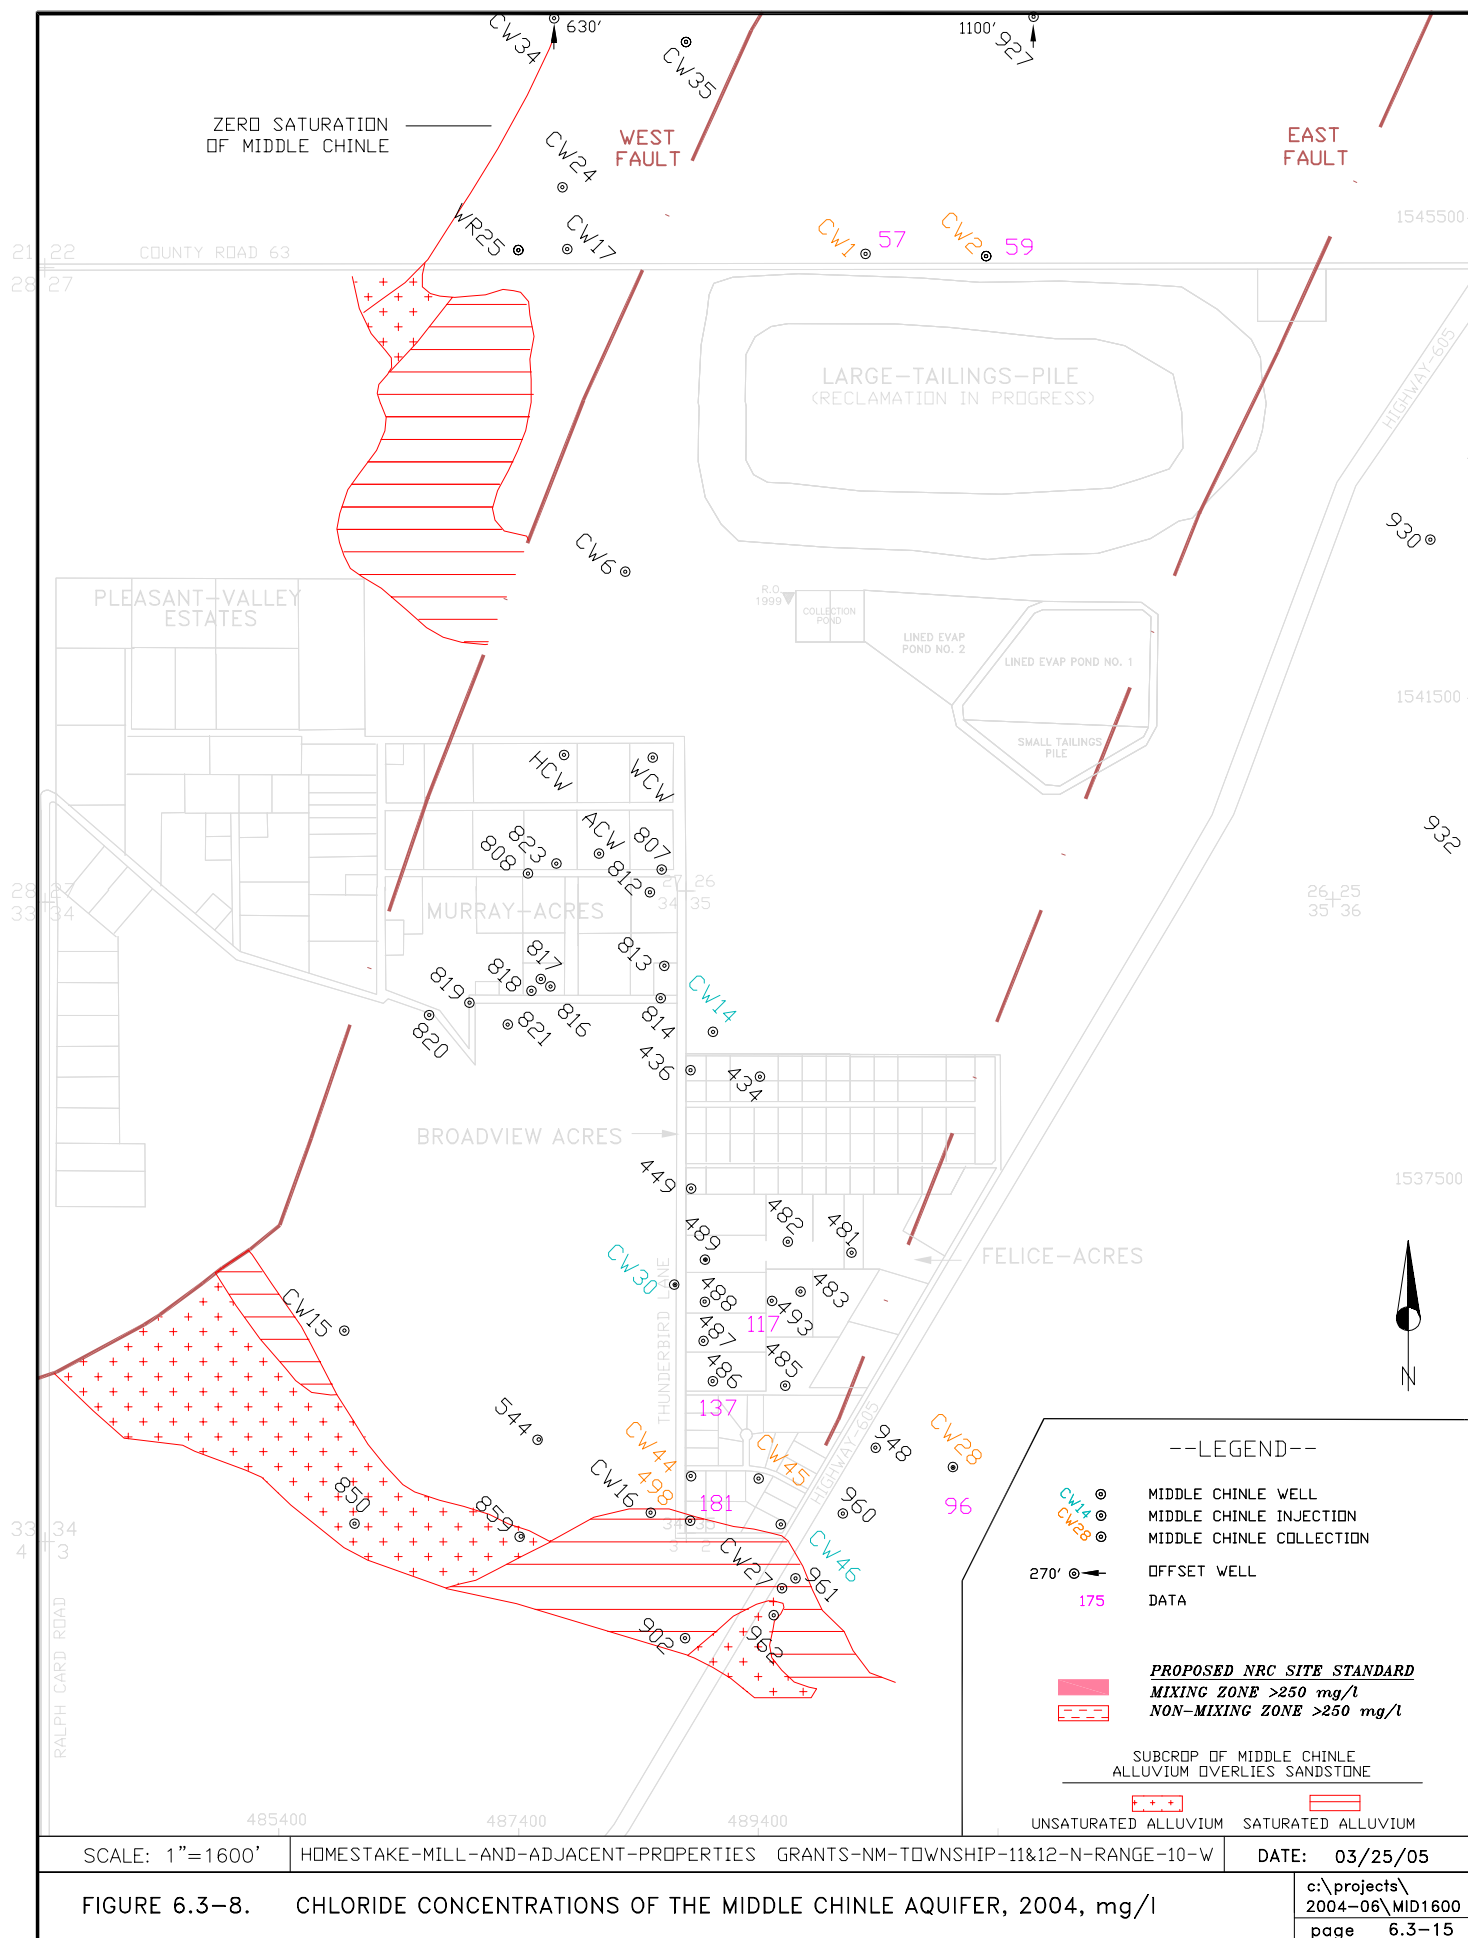 CW34
630'
CW35
1100'
927
ZERO SATURATION
OF MIDDLE CHINLE
WEST
FAULT
EAST
FAULT
CW24
WR25
CW17
CW1
57
CW2
59
1545500
21 22
28 27
COUNTY ROAD 63
LARGE-TAILINGS-PILE
(RECLAMATION IN PROGRESS)
HIGHWAY-605
930
CW6
PLEASANT-VALLEY
ESTATES
R.O.
1999
COLLECTION
POND
LINED EVAP
POND NO. 2
LINED EVAP POND NO. 1
1541500
SMALL TAILINGS
PILE
HCW
WCW
932
ACW
823
808
807
812
28 27
33 34
27 26
34 35
26 25
35 36
MURRAY-ACRES
813
817
818
819
816
821
820
814
CW14
436
434
BROADVIEW ACRES
449
1537500
482
481
489
FELICE-ACRES
CW30
THUNDERBIRD LANE
488
483
493
117
487
485
486
137
CW15
544
CW44
498
CW45
948
CW28
HIGHWAY-605
CW16
181
960
96
850
859
33 34
4 3
34 35
3 2
CW27
CW46
961
902
962
RALPH CARD ROAD
N
--LEGEND--
CW14
CW28
MIDDLE CHINLE WELL
MIDDLE CHINLE INJECTION
MIDDLE CHINLE COLLECTION
270' OFFSET WELL
175 DATA
PROPOSED NRC SITE STANDARD
MIXING ZONE >250 mg/l
NON-MIXING ZONE >250 mg/l
SUBCROP OF MIDDLE CHINLE
ALLUVIUM OVERLIES SANDSTONE
UNSATURATED ALLUVIUM SATURATED ALLUVIUM
485400
487400
489400
SCALE: 1"=1600'
HOMESTAKE-MILL-AND-ADJACENT-PROPERTIES GRANTS-NM-TOWNSHIP-11&12-N-RANGE-10-W
DATE: 03/25/05
FIGURE 6.3-8. CHLORIDE CONCENTRATIONS OF THE MIDDLE CHINLE AQUIFER, 2004, mg/l
c:\projects\
2004-06\MID1600
page 6.3-15